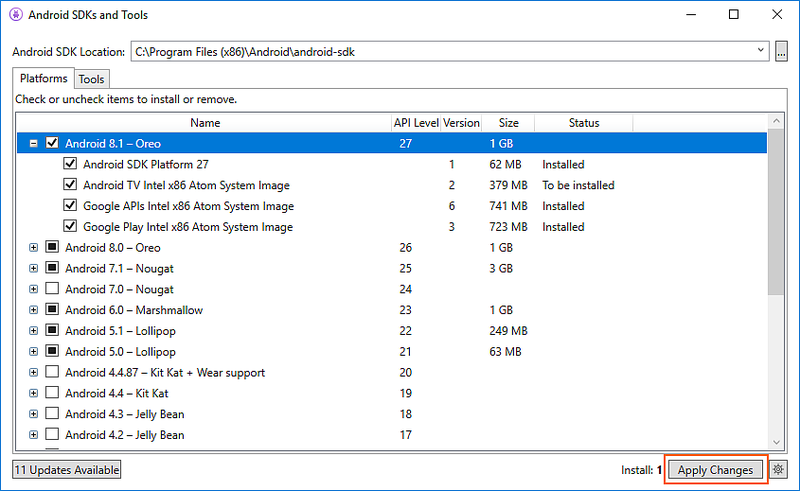 Android SDKs and Tools
Android SDK Location: C:\Program Files (x86)\Android\android-sdk ...
Platforms Tools
Check or uncheck items to install or remove.
Name API Level Version Size Status
Android 8.1 – Oreo 27 1 GB
Android SDK Platform 27 1 62 MB Installed
Android TV Intel x86 Atom System Image 2 379 MB To be installed
Google APIs Intel x86 Atom System Image 6 741 MB Installed
Google Play Intel x86 Atom System Image 3 723 MB Installed
Android 8.0 – Oreo 26 1 GB
Android 7.1 – Nougat 25 3 GB
Android 7.0 – Nougat 24
Android 6.0 – Marshmallow 23 1 GB
Android 5.1 – Lollipop 22 249 MB
Android 5.0 – Lollipop 21 63 MB
Android 4.4.87 – Kit Kat + Wear support 20
Android 4.4 – Kit Kat 19
Android 4.3 – Jelly Bean 18
Android 4.2 – Jelly Bean 17
11 Updates Available Install: 1 Apply Changes